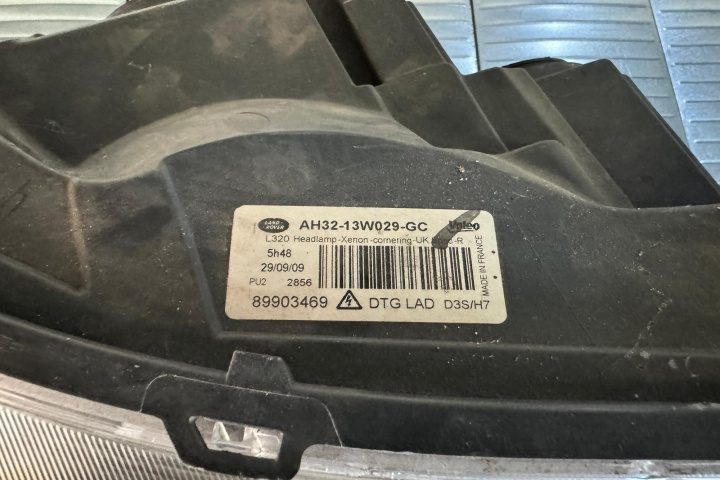 LAND ROVER AH32-13W029-GC Valeo
L320 Headlamp-Xenon-cornering-UK Spec-R
5h48
29/09/09
PU2 2856
89903469 DTG LAD D3S/H7
MADE IN FRANCE